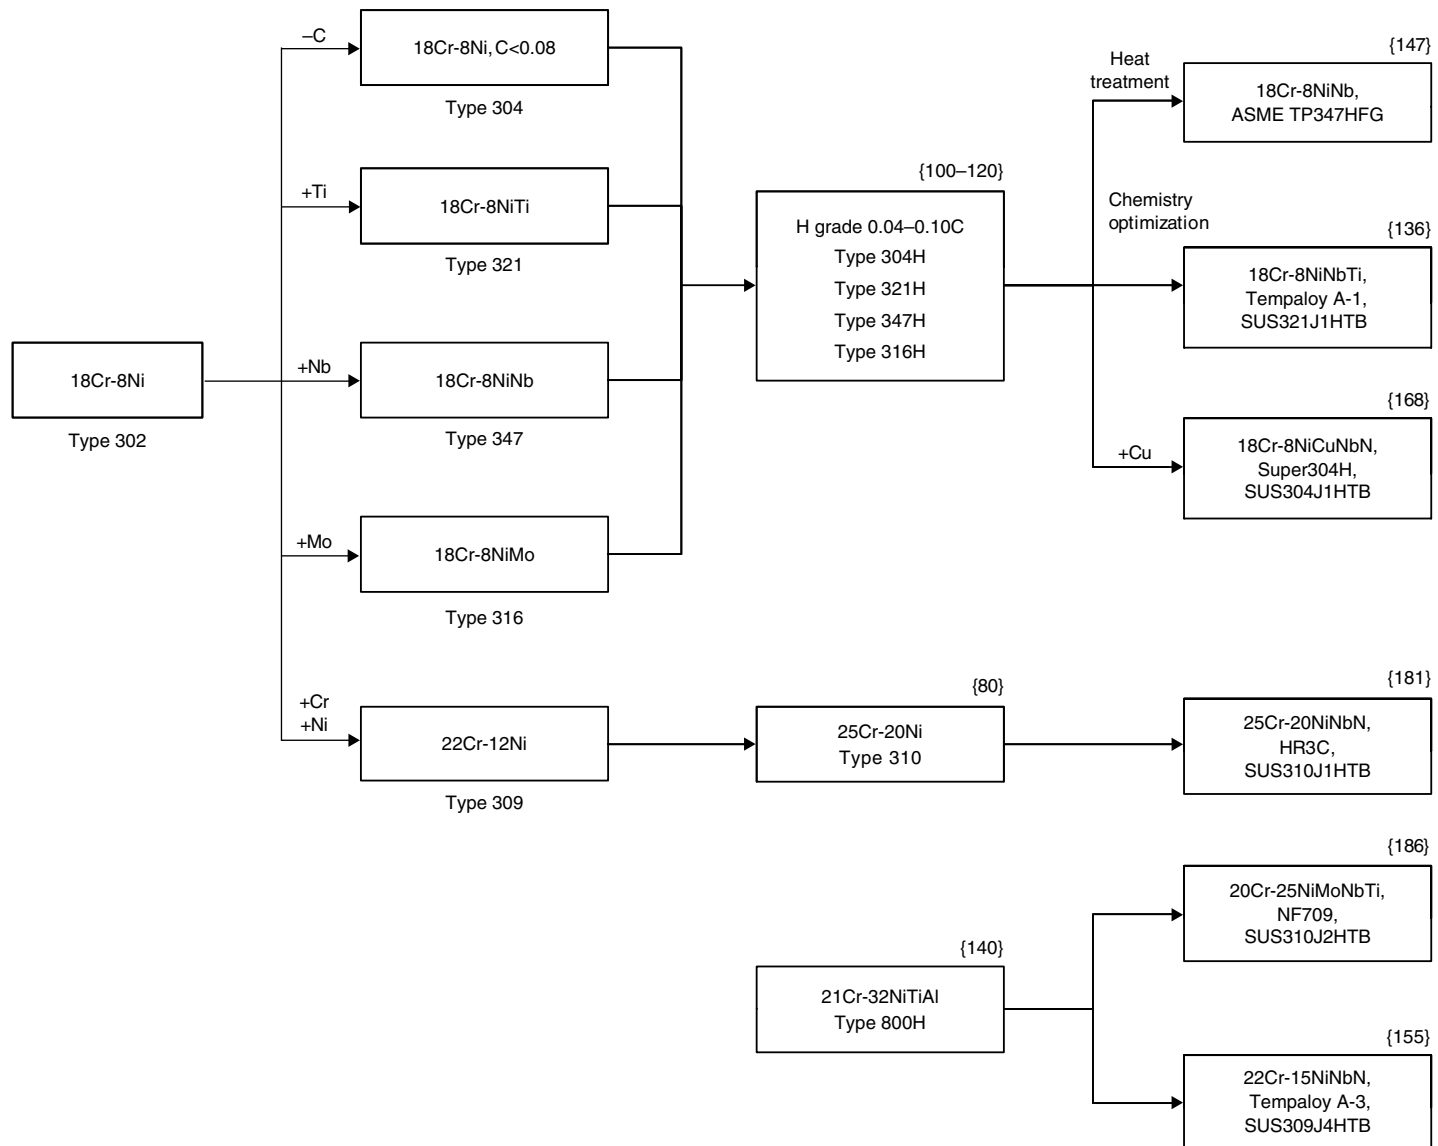 –C
18Cr-8Ni, C<0.08
Type 304
+Ti
18Cr-8NiTi
Type 321
18Cr-8Ni
Type 302
+Nb
18Cr-8NiNb
Type 347
+Mo
18Cr-8NiMo
Type 316
+Cr
+Ni
22Cr-12Ni
Type 309
{100–120}
H grade 0.04–0.10C
Type 304H
Type 321H
Type 347H
Type 316H
{80}
25Cr-20Ni
Type 310
{140}
21Cr-32NiTiAl
Type 800H
Heat
treatment
{147}
18Cr-8NiNb,
ASME TP347HFG
Chemistry
optimization
{136}
18Cr-8NiNbTi,
Tempaloy A-1,
SUS321J1HTB
+Cu
{168}
18Cr-8NiCuNbN,
Super304H,
SUS304J1HTB
{181}
25Cr-20NiNbN,
HR3C,
SUS310J1HTB
{186}
20Cr-25NiMoNbTi,
NF709,
SUS310J2HTB
{155}
22Cr-15NiNbN,
Tempaloy A-3,
SUS309J4HTB